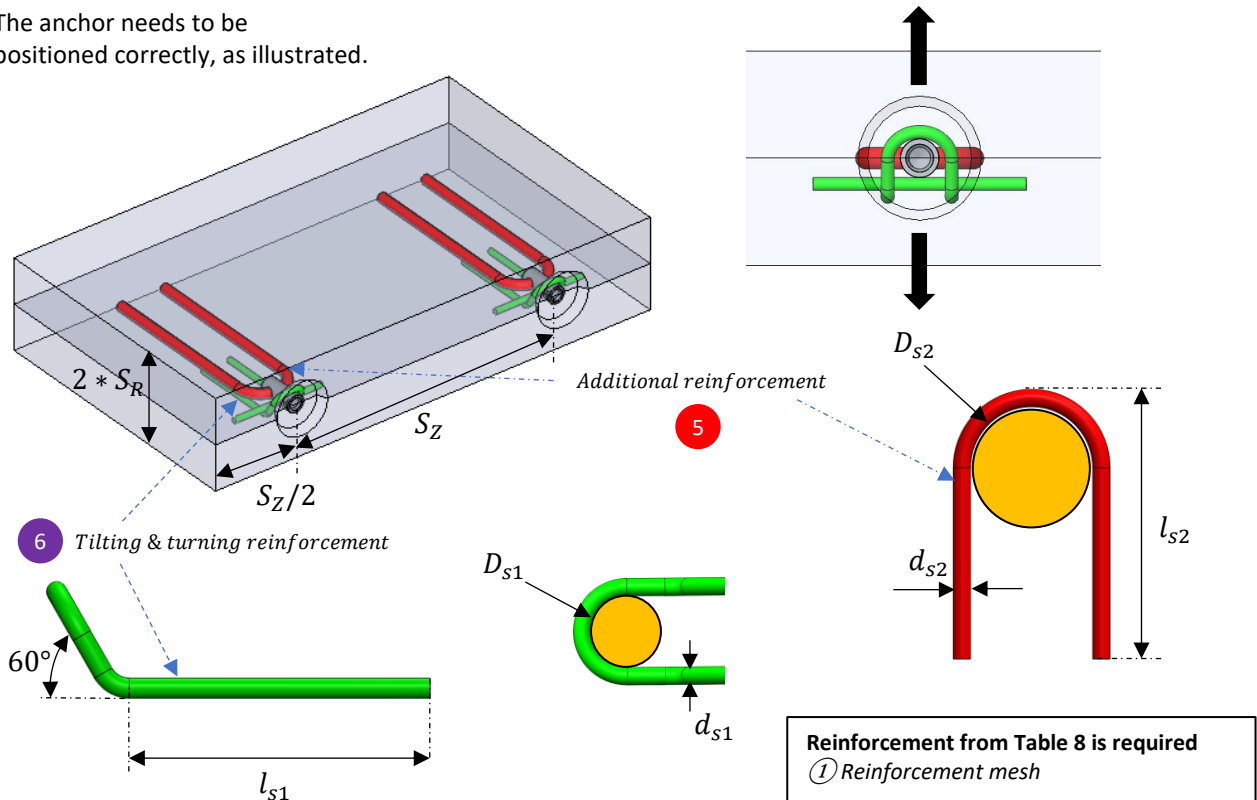 The anchor needs to be
positioned correctly, as illustrated.
2 * S_R
S_Z
S_Z/2
Additional reinforcement
5
6 Tilting & turning reinforcement
60°
l_s1
D_s1
d_s1
D_s2
d_s2
l_s2
Reinforcement from Table 8 is required
① Reinforcement mesh